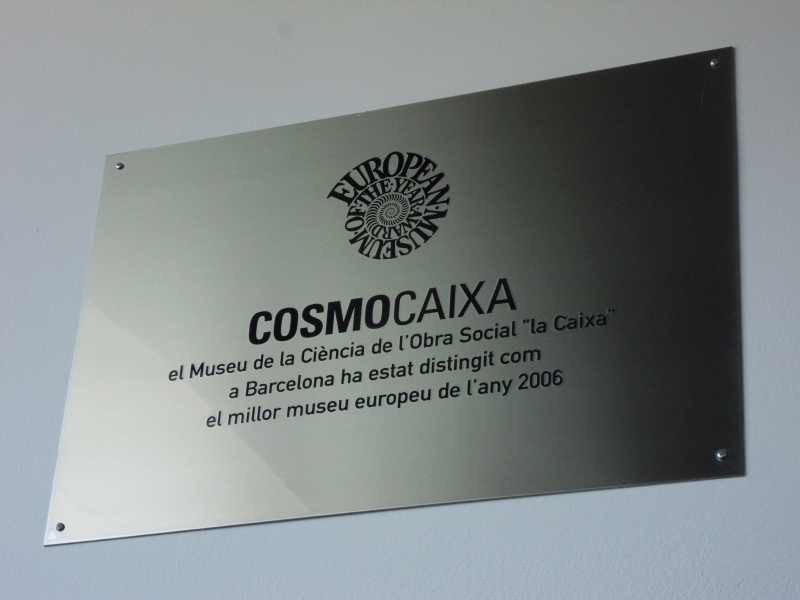 EUROPEAN·MUSEUM·OF·THE·YEAR·AWARD
COSMOCAIXA
el Museu de la Ciència de l'Obra Social "la Caixa"
a Barcelona ha estat distingit com
el millor museu europeu de l'any 2006